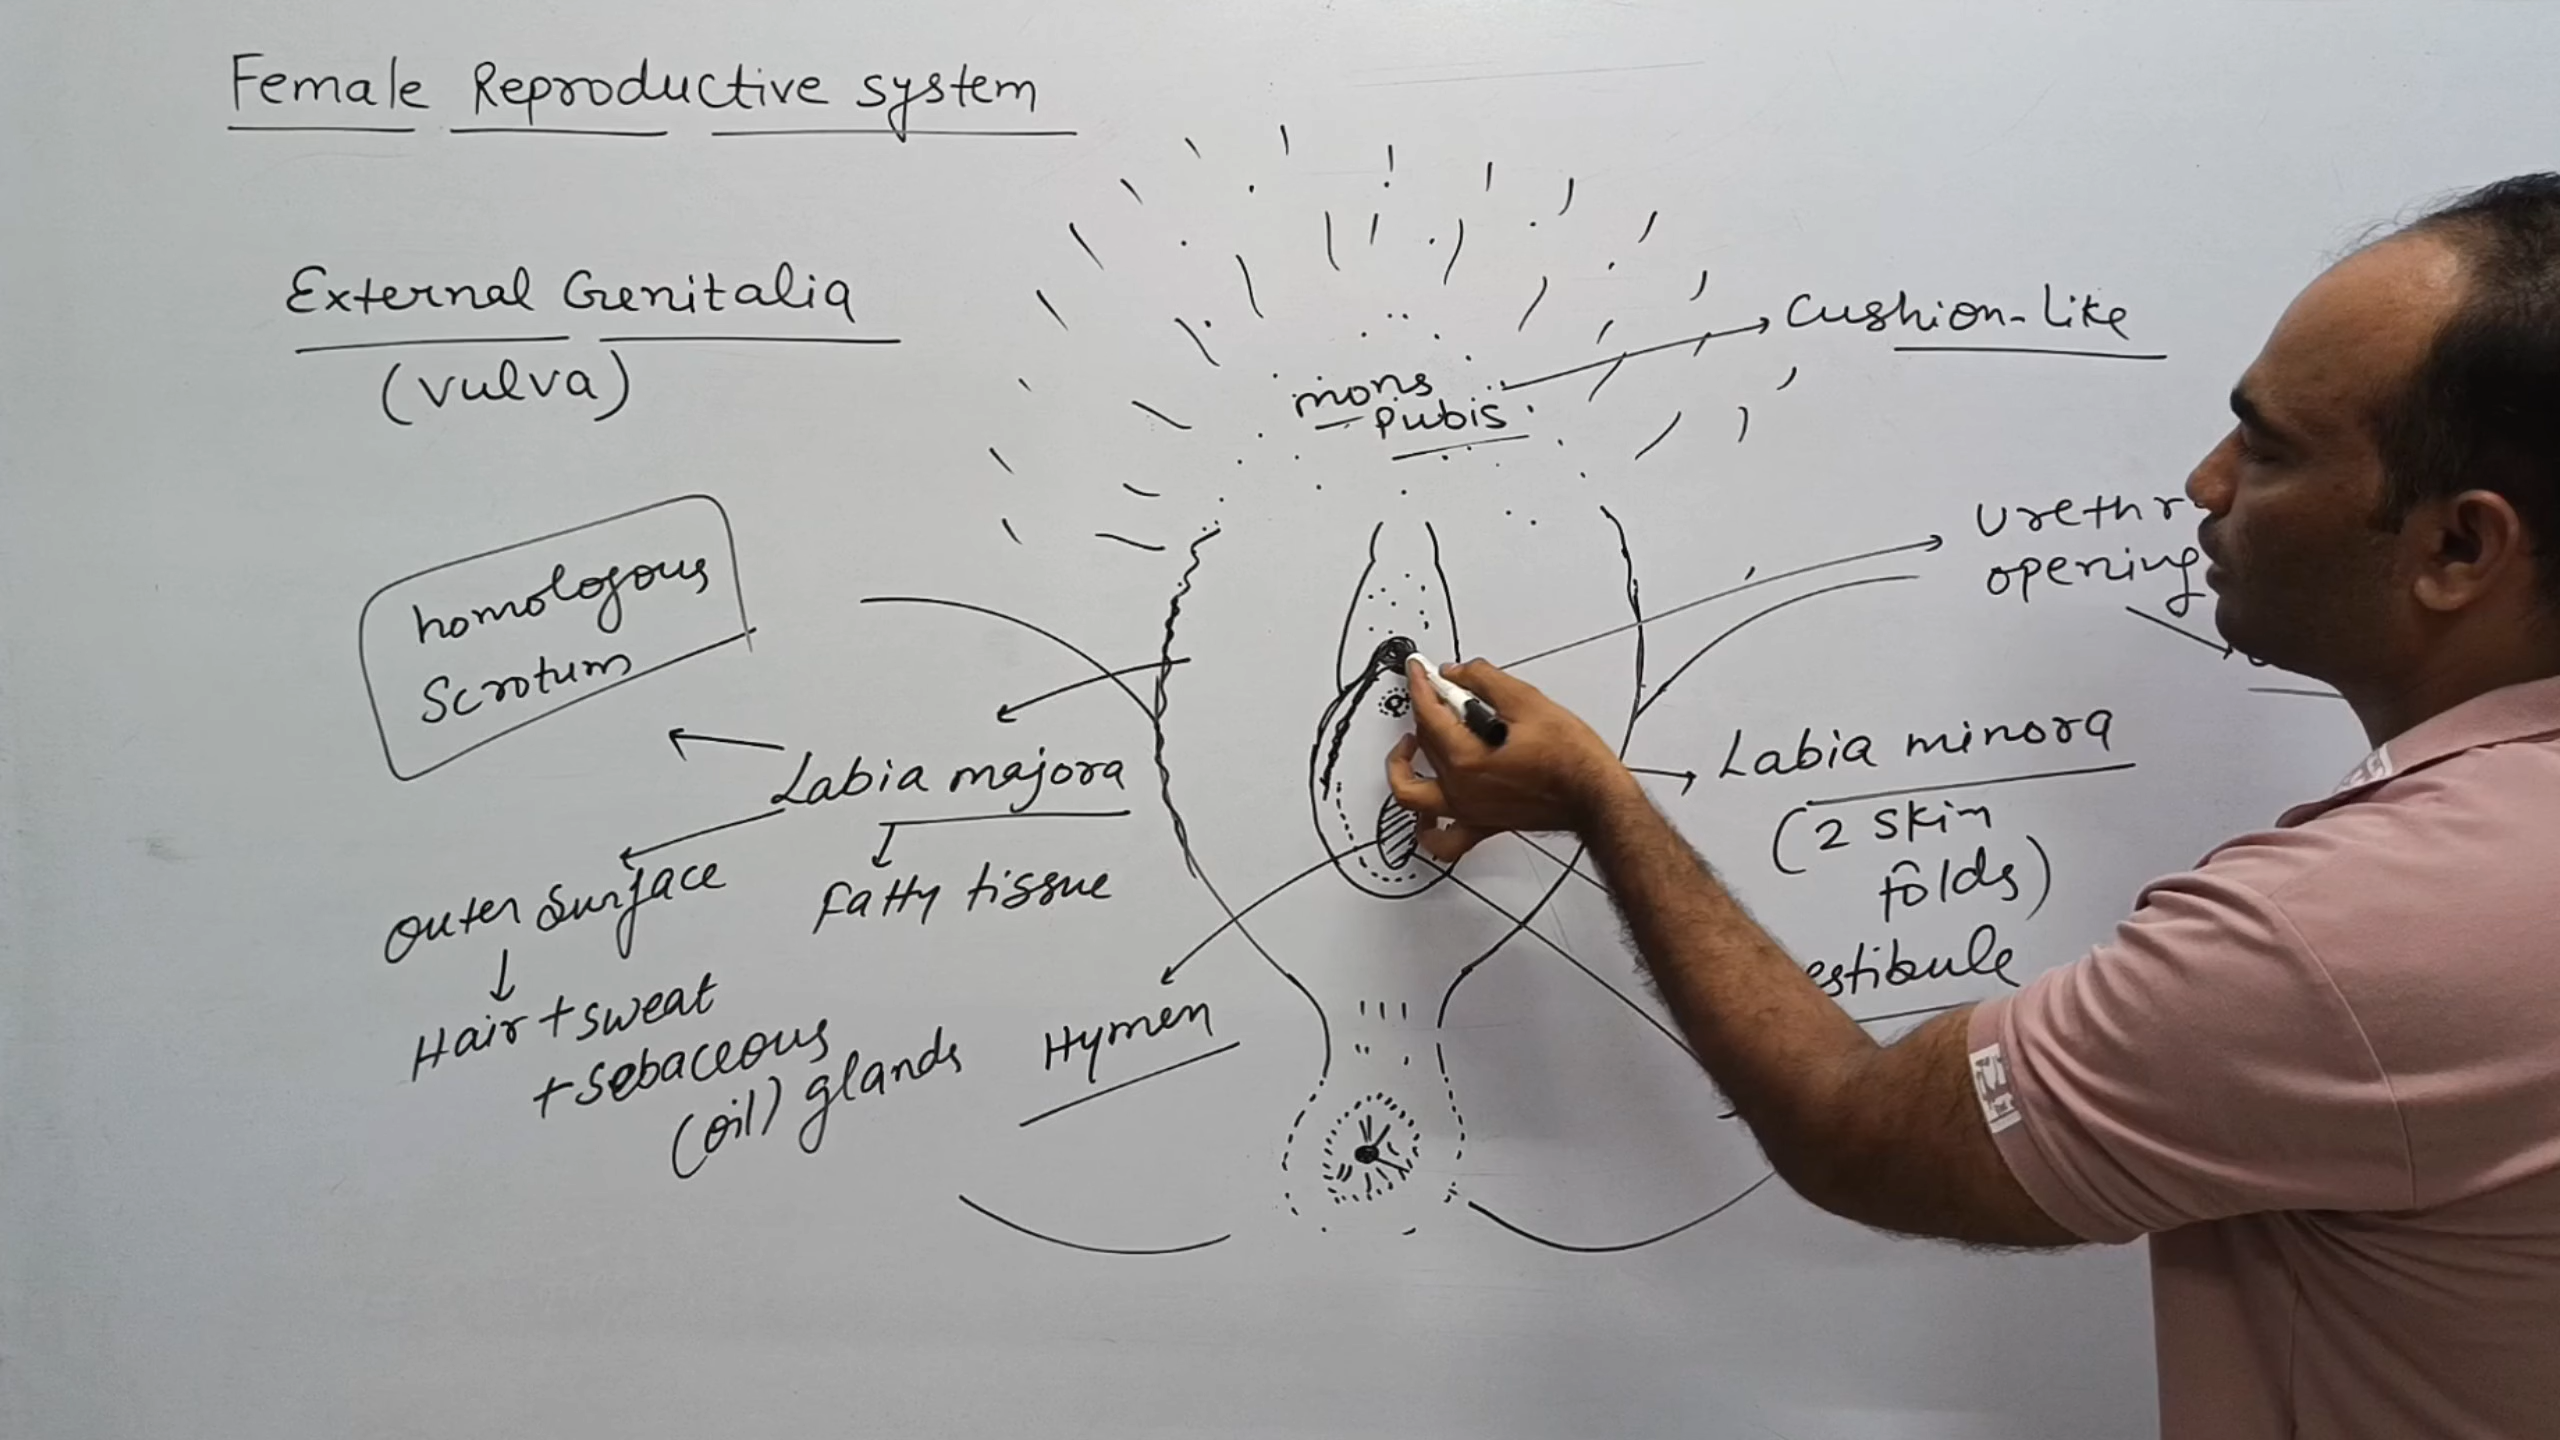 Female Reproductive system
External Genitalia
(vulva)
Cushion-like
mons
pubis
homologous
Scrotum
opening
Labia majora
Labia minora
(2 skin
folds)
outer surface
Fatty tissue
Hair + sweat
+ sebaceous
(oil) glands
Hymen